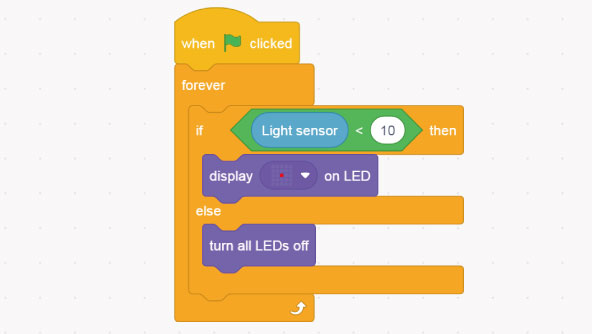 when clicked
forever
if Light sensor < 10 then
display on LED
else
turn all LEDs off